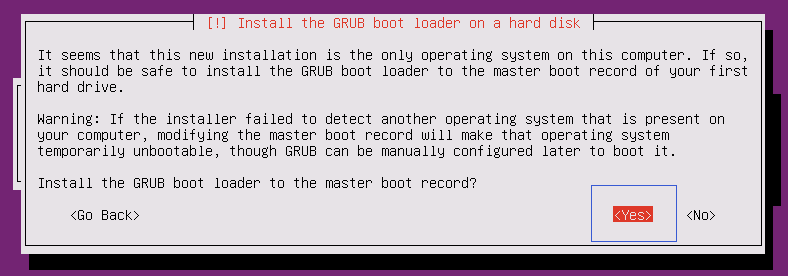 [!] Install the GRUB boot loader on a hard disk
It seems that this new installation is the only operating system on this computer. If so,
it should be safe to install the GRUB boot loader to the master boot record of your first
hard drive.
Warning: If the installer failed to detect another operating system that is present on
your computer, modifying the master boot record will make that operating system
temporarily unbootable, though GRUB can be manually configured later to boot it.
Install the GRUB boot loader to the master boot record?
<Go Back> <Yes> <No>